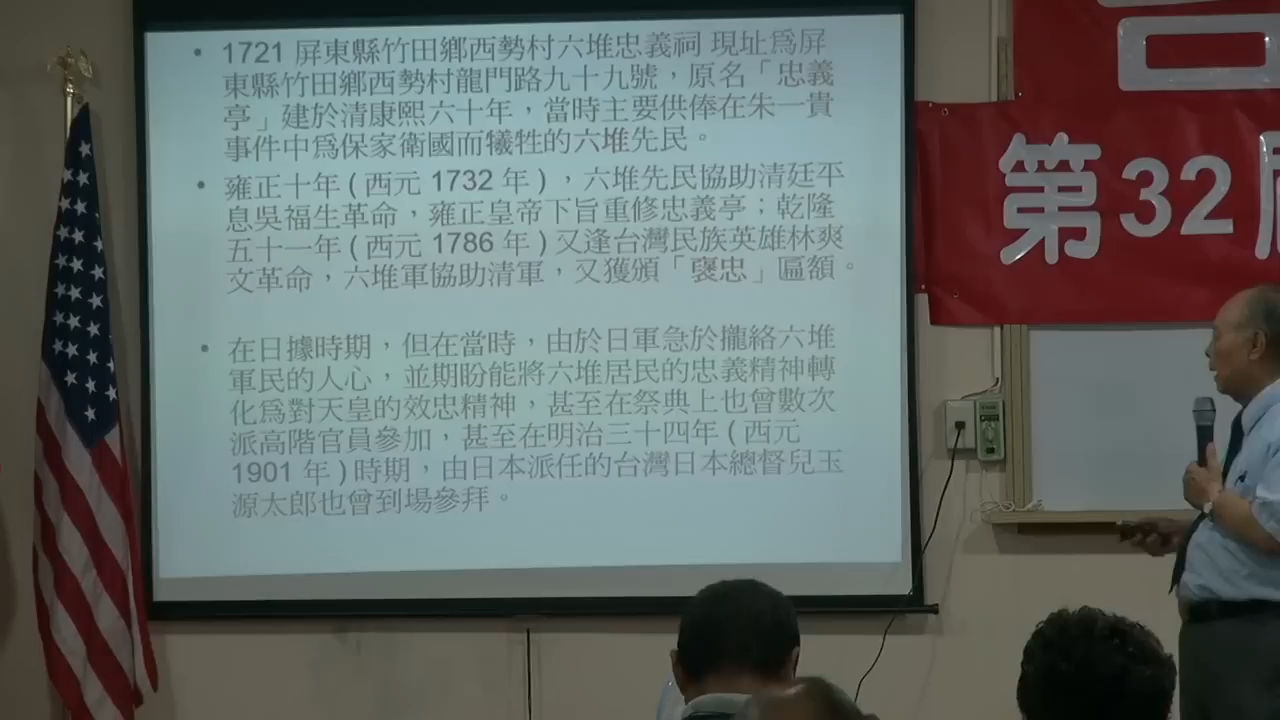 • 1721 屏東縣竹田鄉西勢村六堆忠義祠 現址為屏
東縣竹田鄉西勢村龍門路九十九號，原名「忠義
亭」建於清康熙六十年，當時主要供俸在朱一貴
事件中為保家衛國而犧牲的六堆先民。
• 雍正十年 ( 西元 1732 年 ) ，六堆先民協助清廷平
息吳福生革命，雍正皇帝下旨重修忠義亭；乾隆
五十一年 ( 西元 1786 年 ) 又逢台灣民族英雄林爽
文革命，六堆軍協助清軍，又獲頒「褒忠」區額。
• 在日據時期，但在當時，由於日軍急於攏絡六堆
軍民的人心，並期盼能將六堆居民的忠義精神轉
化為對天皇的效忠精神，甚至在祭典上也曾數次
派高階官員參加，甚至在明治三十四年 ( 西元
1901 年 ) 時期，由日本派任的台灣日本總督兒玉
源太郎也曾到場參拜。
第32屆